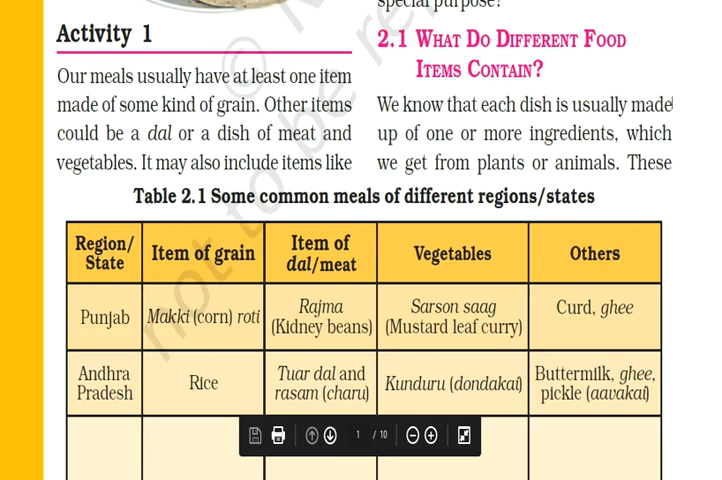 special purpose?
Activity 1
Our meals usually have at least one item
made of some kind of grain. Other items
could be a dal or a dish of meat and
vegetables. It may also include items like
2.1 WHAT DO DIFFERENT FOOD
ITEMS CONTAIN?
We know that each dish is usually made
up of one or more ingredients, which
we get from plants or animals. These
Table 2.1 Some common meals of different regions/states
Region/
State
Item of grain
Item of
dal/meat
Vegetables
Others
Punjab
Makki (corn) roti
Rajma
(Kidney beans)
Sarson saag
(Mustard leaf curry)
Curd, ghee
Andhra
Pradesh
Rice
Tuar dal and
rasam (charu)
Kunduru (dondakai)
Buttermilk, ghee,
pickle (aavakai)
1 / 10
not to be re